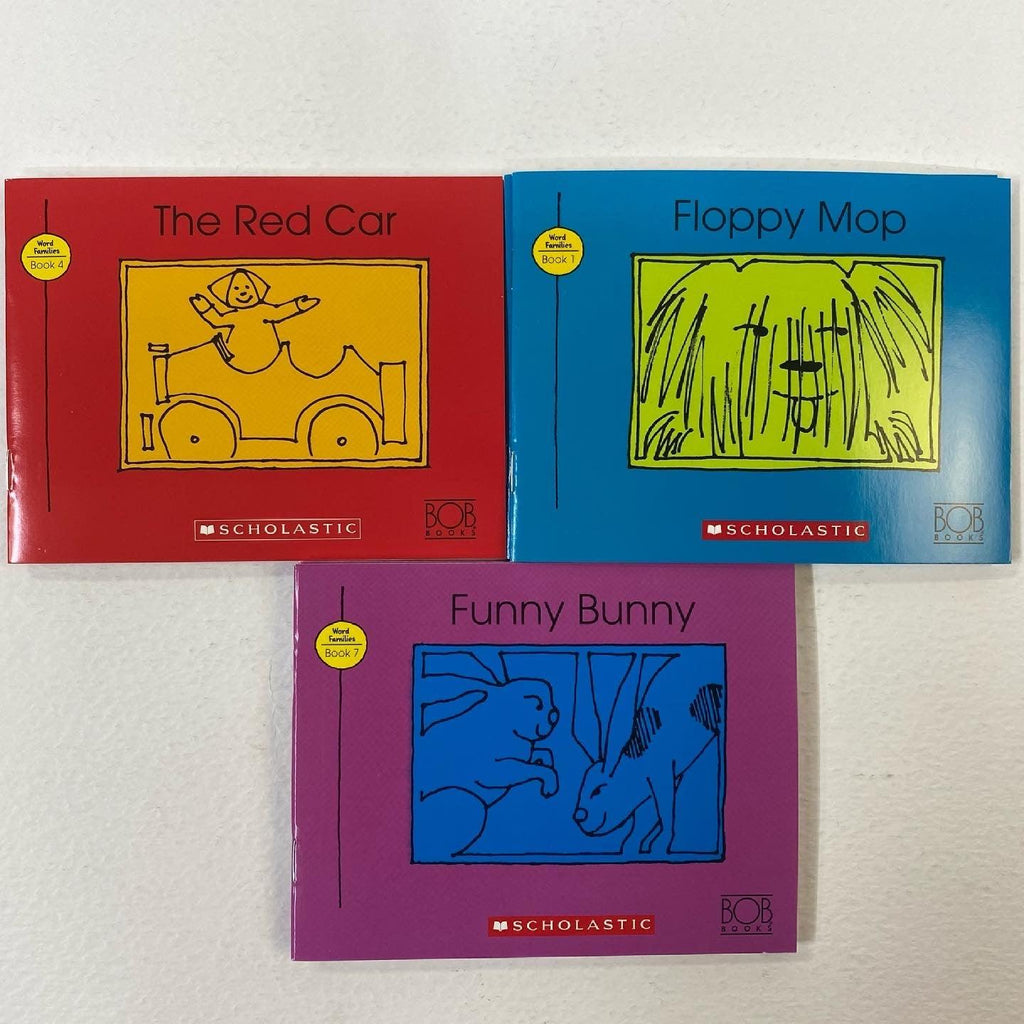 The Red Car
Word
Families
Book 4
SCHOLASTIC
BOB
BOOKS
Floppy Mop
Word
Families
Book 1
SCHOLASTIC
BOB
BOOKS
Funny Bunny
Word
Families
Book 7
SCHOLASTIC
BOB
BOOKS